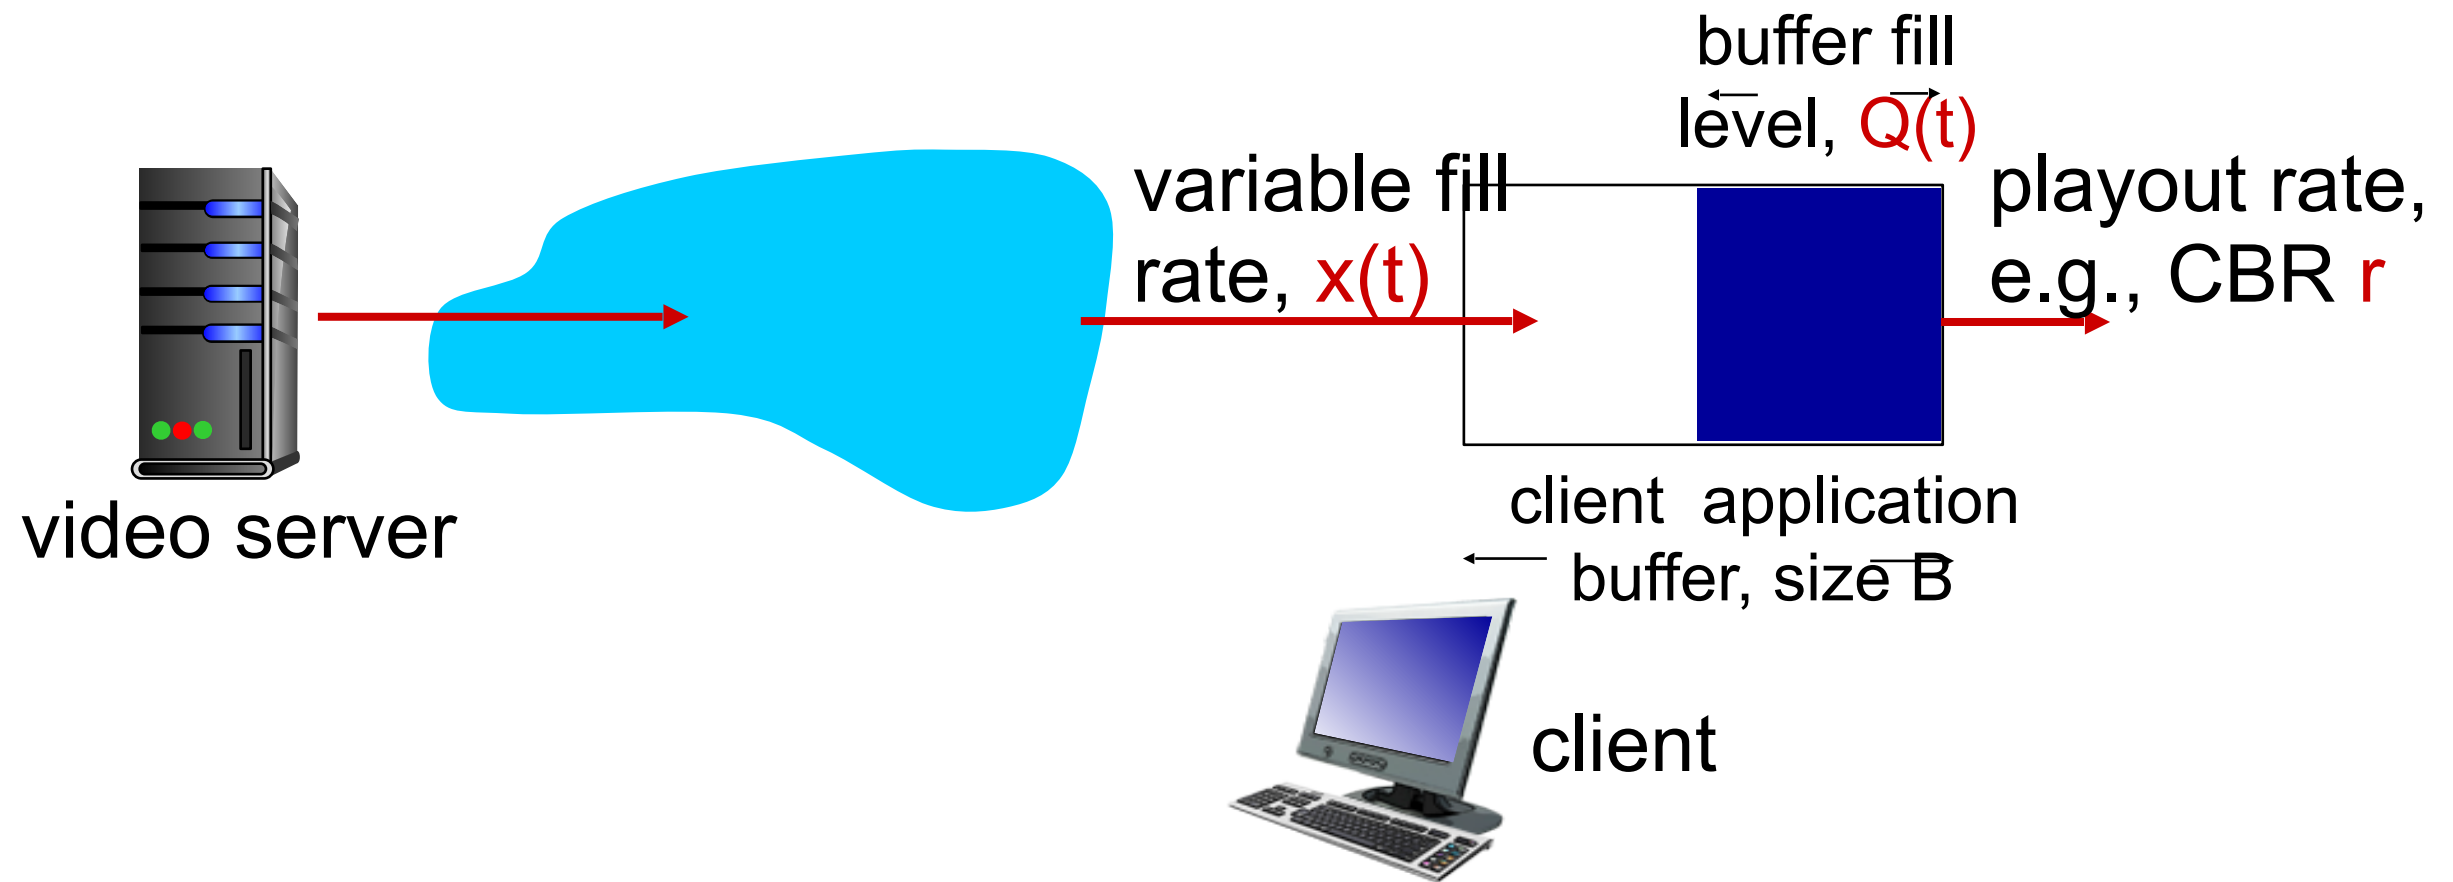 buffer fill
level, Q(t)
variable fill
rate, x(t)
playout rate,
e.g., CBR r
video server
client application
buffer, size B
client